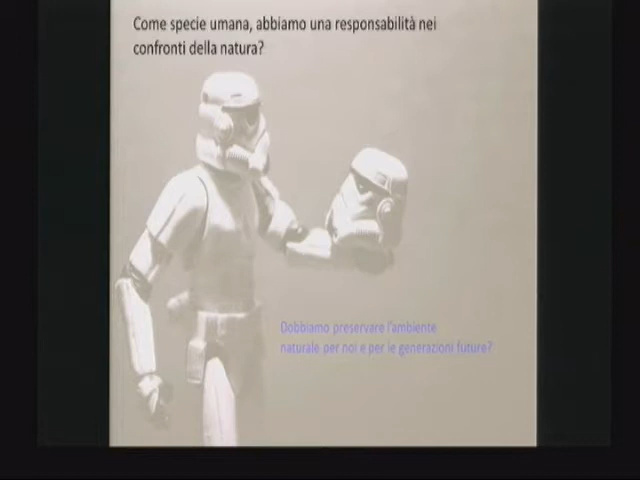 Come specie umana, abbiamo una responsabilità nei
confronti della natura?
Dobbiamo preservare l'ambiente
naturale per noi e per le generazioni future?